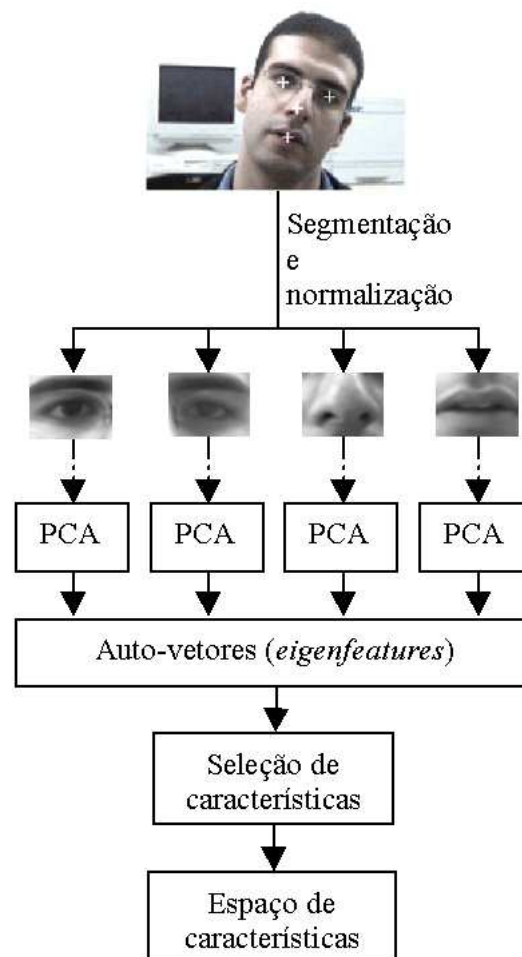 Segmentação
e
normalização
PCA PCA PCA PCA
Auto-vetores (eigenfeatures)
Seleção de
características
Espaço de
características